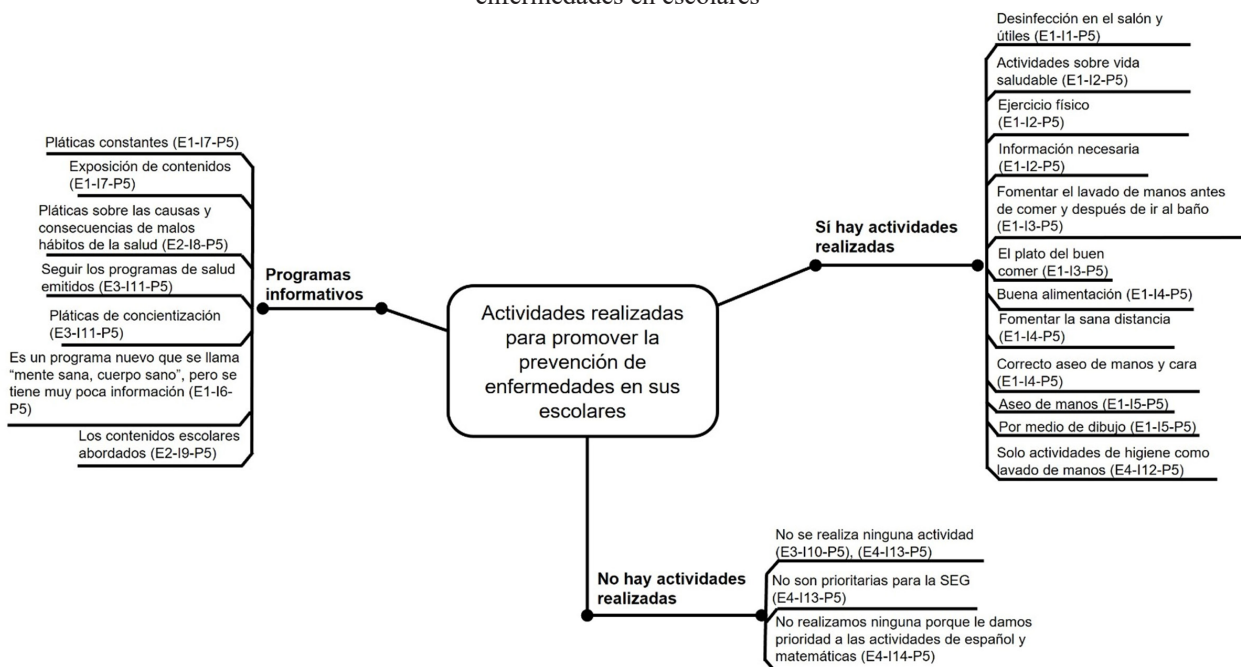 enfermedades en escolares
Desinfección en el salón y
útiles (E1-I1-P5)
Actividades sobre vida
saludable (E1-I2-P5)
Ejercicio físico
(E1-I2-P5)
Información necesaria
(E1-I2-P5)
Fomentar el lavado de manos antes
de comer y después de ir al baño
(E1-I3-P5)
El plato del buen
comer (E1-I3-P5)
Buena alimentación (E1-I4-P5)
Fomentar la sana distancia
(E1-I4-P5)
Correcto aseo de manos y cara
(E1-I4-P5)
Aseo de manos (E1-I5-P5)
Por medio de dibujo (E1-I5-P5)
Solo actividades de higiene como
lavado de manos (E4-I12-P5)
Sí hay actividades
realizadas
Pláticas constantes (E1-I7-P5)
Exposición de contenidos
(E1-I7-P5)
Pláticas sobre las causas y
consecuencias de malos
hábitos de la salud (E2-I8-P5)
Seguir los programas de salud
emitidos (E3-I11-P5)
Pláticas de concientización
(E3-I11-P5)
Es un programa nuevo que se llama
“mente sana, cuerpo sano”, pero se
tiene muy poca información (E1-I6-
P5)
Los contenidos escolares
abordados (E2-I9-P5)
Programas
informativos
Actividades realizadas
para promover la
prevención de
enfermedades en sus
escolares
No hay actividades
realizadas
No se realiza ninguna actividad
(E3-I10-P5), (E4-I13-P5)
No son prioritarias para la SEG
(E4-I13-P5)
No realizamos ninguna porque le damos
prioridad a las actividades de español y
matemáticas (E4-I14-P5)